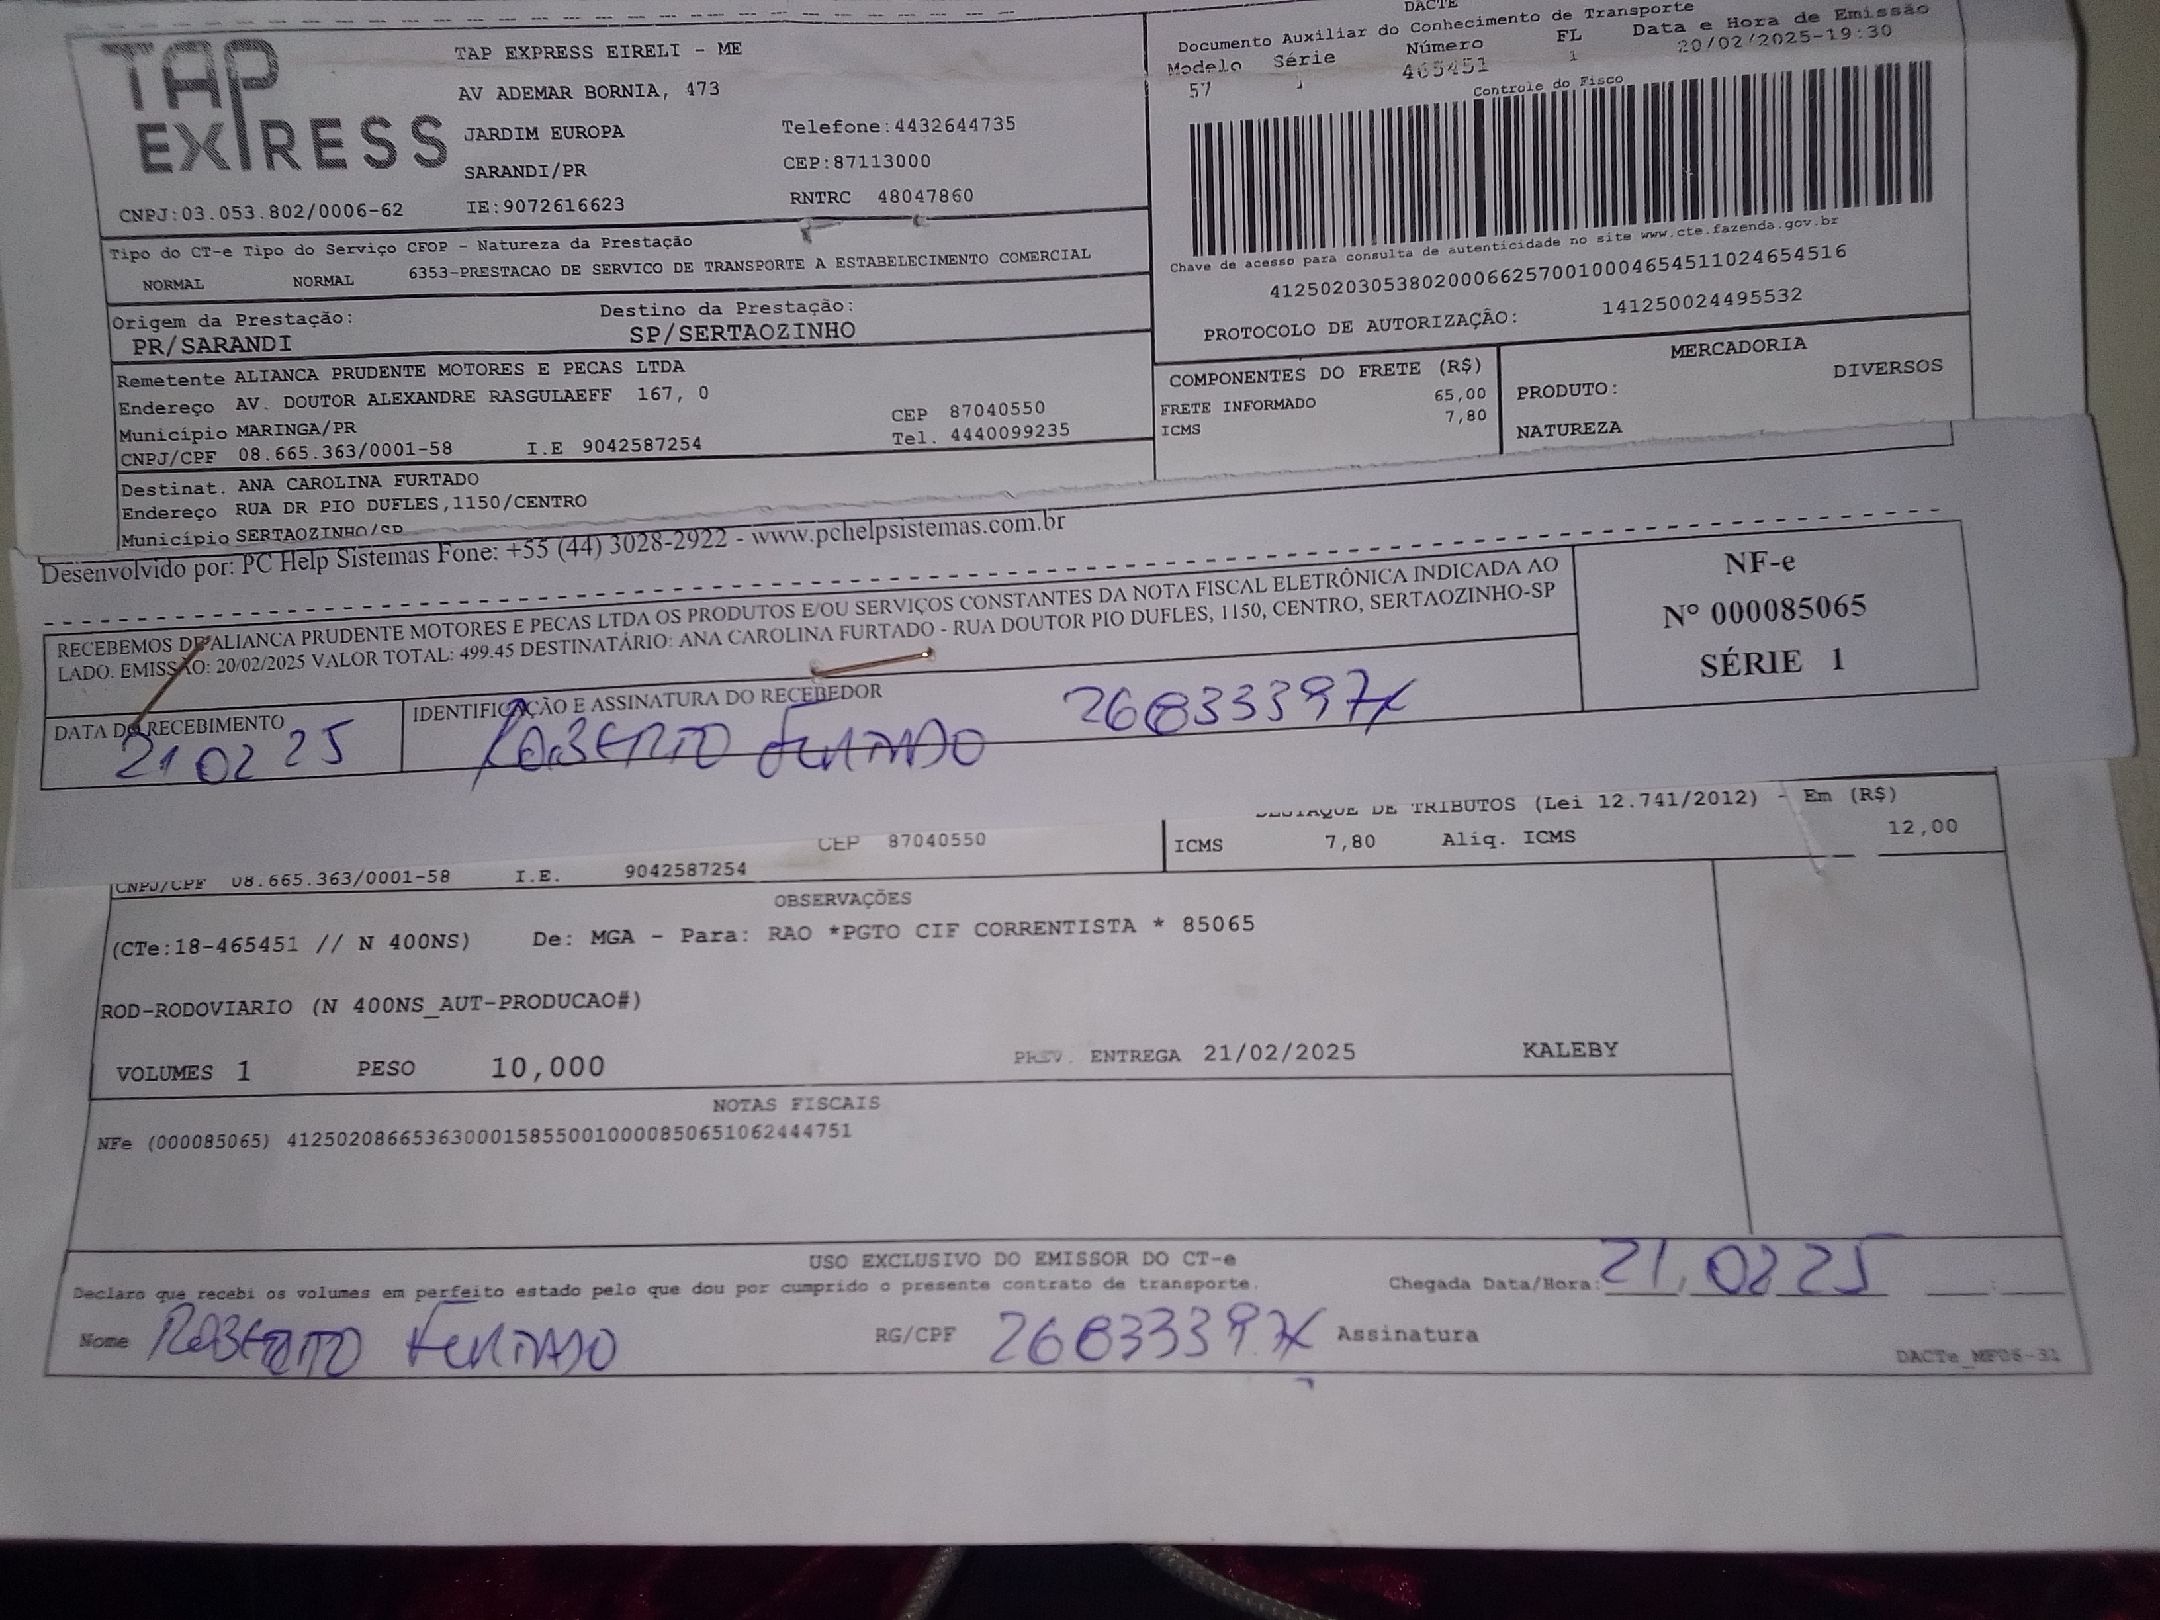 DACTE
Documento Auxiliar do Conhecimento de Transporte
Modelo Série Número FL Data e Hora de Emissão
57 465451 1 20/02/2025-19:30
Controle do Fisco
TAP EXPRESS
TAP EXPRESS EIRELI - ME
AV ADEMAR BORNIA, 473
JARDIM EUROPA Telefone:4432644735
SARANDI/PR CEP:87113000
CNPJ:03.053.802/0006-62 IE:9072616623 RNTRC 48047860
Chave de acesso para consulta de autenticidade no site www.cte.fazenda.gov.br
41250203053802000662570010004654511024654516
PROTOCOLO DE AUTORIZAÇÃO: 141250024495532
Tipo do CT-e Tipo do Serviço CFOP - Natureza da Prestação
NORMAL NORMAL 6353-PRESTACAO DE SERVICO DE TRANSPORTE A ESTABELECIMENTO COMERCIAL
Origem da Prestação: Destino da Prestação:
PR/SARANDI SP/SERTAOZINHO
Remetente ALIANCA PRUDENTE MOTORES E PECAS LTDA
Endereço AV. DOUTOR ALEXANDRE RASGULAEFF 167, 0
Município MARINGA/PR CEP 87040550
CNPJ/CPF 08.665.363/0001-58 I.E 9042587254 Tel. 4440099235
COMPONENTES DO FRETE (R$)
FRETE INFORMADO 65,00
ICMS 7,80
MERCADORIA
PRODUTO: DIVERSOS
NATUREZA
Destinat. ANA CAROLINA FURTADO
Endereço RUA DR PIO DUFLES,1150/CENTRO
Município SERTAOZINHO/SP
Desenvolvido por: PC Help Sistemas Fone: +55 (44) 3028-2922 - www.pchelpsistemas.com.br
RECEBEMOS DE ALIANCA PRUDENTE MOTORES E PECAS LTDA OS PRODUTOS E/OU SERVIÇOS CONSTANTES DA NOTA FISCAL ELETRÔNICA INDICADA AO
LADO. EMISSÃO: 20/02/2025 VALOR TOTAL: 499.45 DESTINATÁRIO: ANA CAROLINA FURTADO - RUA DOUTOR PIO DUFLES, 1150, CENTRO, SERTAOZINHO-SP
NF-e
N° 000085065
SÉRIE 1
DATA DO RECEBIMENTO IDENTIFICAÇÃO E ASSINATURA DO RECEBEDOR
21 02 25 ROBERTO FURTADO 26833397X
DESTAQUE DE TRIBUTOS (Lei 12.741/2012) - Em (R$)
CEP 87040550 ICMS 7,80 Aliq. ICMS 12,00
CNPJ/CPF 08.665.363/0001-58 I.E. 9042587254
OBSERVAÇÕES
(CTe:18-465451 // N 400NS) De: MGA - Para: RAO *PGTO CIF CORRENTISTA * 85065
ROD-RODOVIARIO (N 400NS_AUT-PRODUCAO#)
VOLUMES 1 PESO 10,000 PREV. ENTREGA 21/02/2025 KALEBY
NOTAS FISCAIS
NFe (000085065) 41250208665363000158550010000850651062444751
USO EXCLUSIVO DO EMISSOR DO CT-e
Declaro que recebi os volumes em perfeito estado pelo que dou por cumprido o presente contrato de transporte. Chegada Data/Hora: 21, 02 25
Nome ROBERTO FURTADO RG/CPF 26833397X Assinatura
DACTe_MF06-31